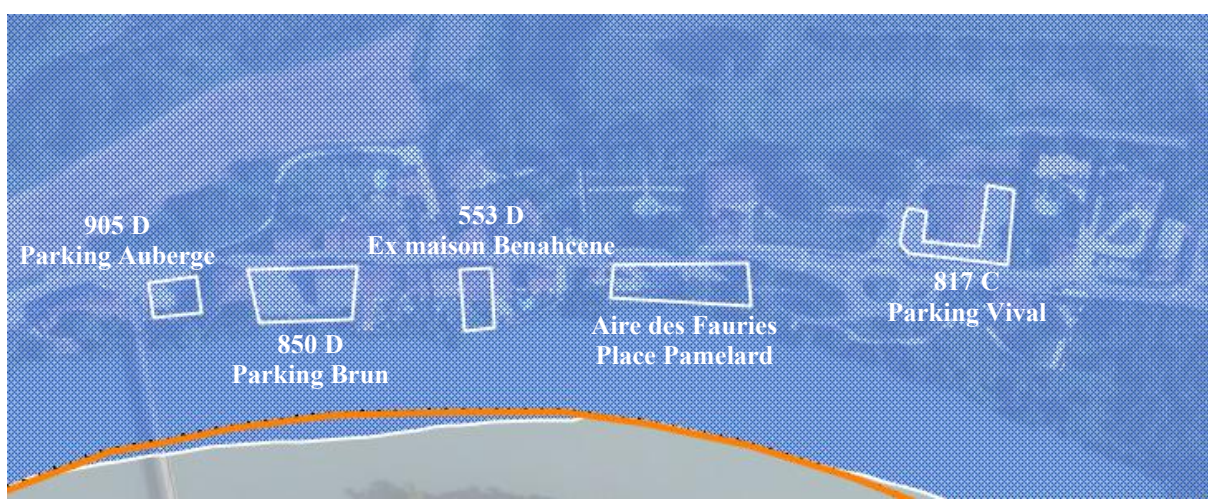 905 D
Parking Auberge
850 D
Parking Brun
553 D
Ex maison Benahcene
Aire des Fauries
Place Pamelard
817 C
Parking Vival